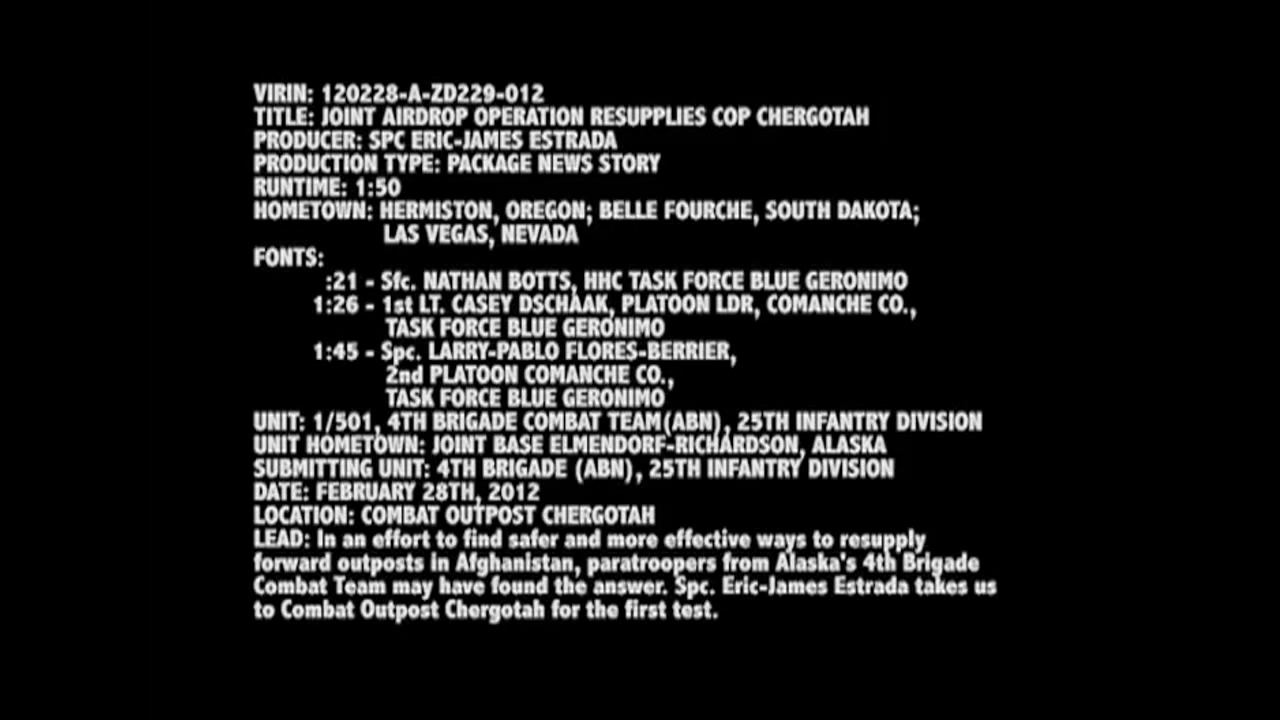 VIRIN: 120228-A-ZD229-012
TITLE: JOINT AIRDROP OPERATION RESUPPLIES COP CHERGOTAH
PRODUCER: SPC ERIC-JAMES ESTRADA
PRODUCTION TYPE: PACKAGE NEWS STORY
RUNTIME: 1:50
HOMETOWN: HERMISTON, OREGON; BELLE FOURCHE, SOUTH DAKOTA;
LAS VEGAS, NEVADA
FONTS:
:21 - Sfc. NATHAN BOTTS, HHC TASK FORCE BLUE GERONIMO
1:26 - 1st LT. CASEY DSCHAAK, PLATOON LDR, COMANCHE CO.,
TASK FORCE BLUE GERONIMO
1:45 - Spc. LARRY-PABLO FLORES-BERRIER,
2nd PLATOON COMANCHE CO.,
TASK FORCE BLUE GERONIMO
UNIT: 1/501, 4TH BRIGADE COMBAT TEAM(ABN), 25TH INFANTRY DIVISION
UNIT HOMETOWN: JOINT BASE ELMENDORF-RICHARDSON, ALASKA
SUBMITTING UNIT: 4TH BRIGADE (ABN), 25TH INFANTRY DIVISION
DATE: FEBRUARY 28TH, 2012
LOCATION: COMBAT OUTPOST CHERGOTAH
LEAD: In an effort to find safer and more effective ways to resupply
forward outposts in Afghanistan, paratroopers from Alaska's 4th Brigade
Combat Team may have found the answer. Spc. Eric-James Estrada takes us
to Combat Outpost Chergotah for the first test.